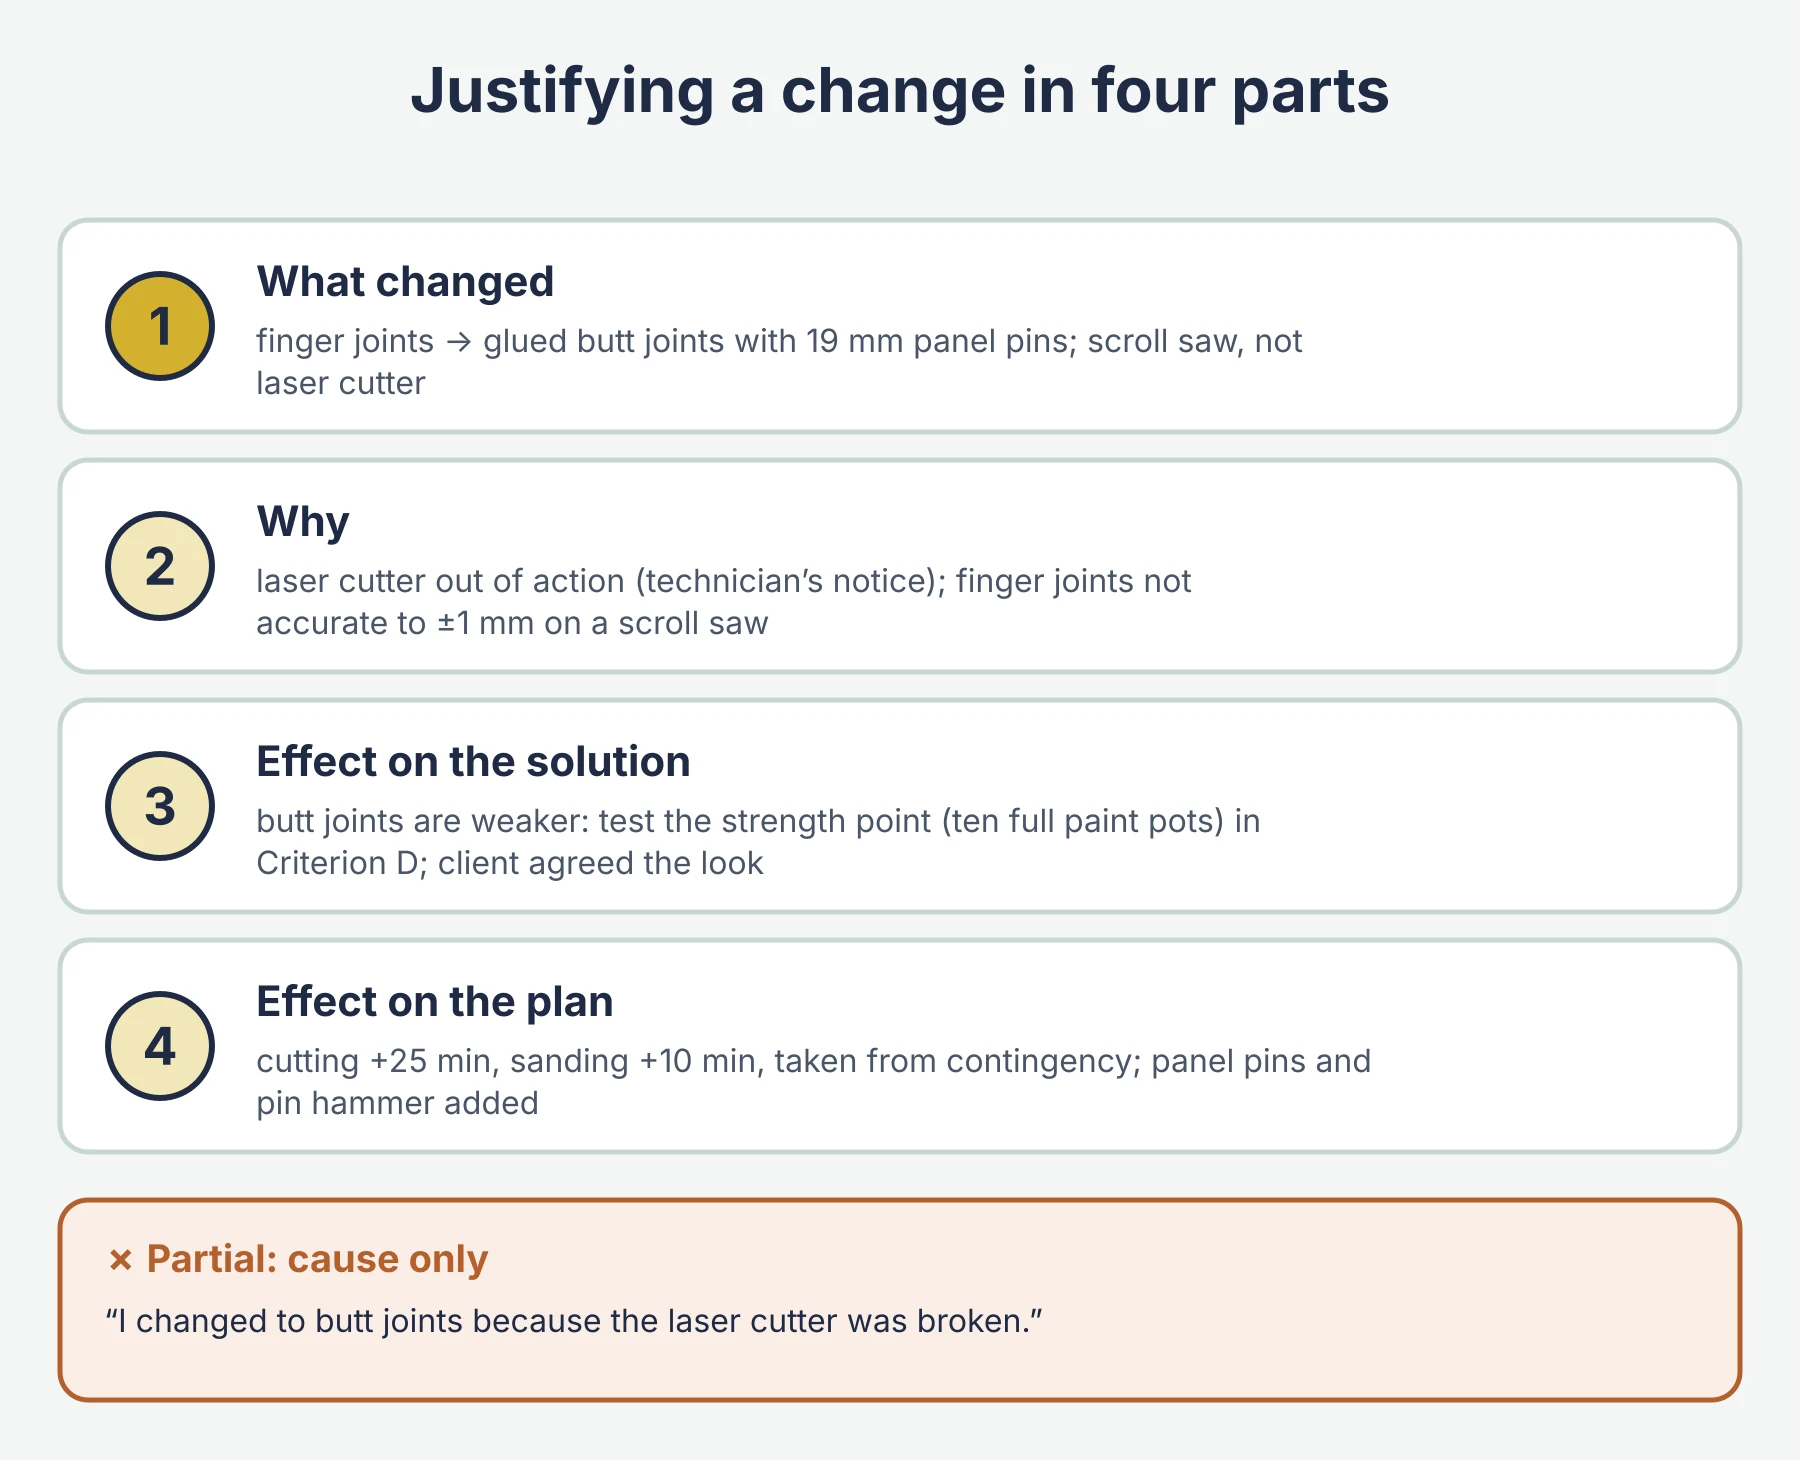 Justifying a change in four parts
1
What changed
finger joints → glued butt joints with 19 mm panel pins; scroll saw, not
laser cutter
2
Why
laser cutter out of action (technician’s notice); finger joints not
accurate to ±1 mm on a scroll saw
3
Effect on the solution
butt joints are weaker: test the strength point (ten full paint pots) in
Criterion D; client agreed the look
4
Effect on the plan
cutting +25 min, sanding +10 min, taken from contingency; panel pins and
pin hammer added
× Partial: cause only
“I changed to butt joints because the laser cutter was broken.”